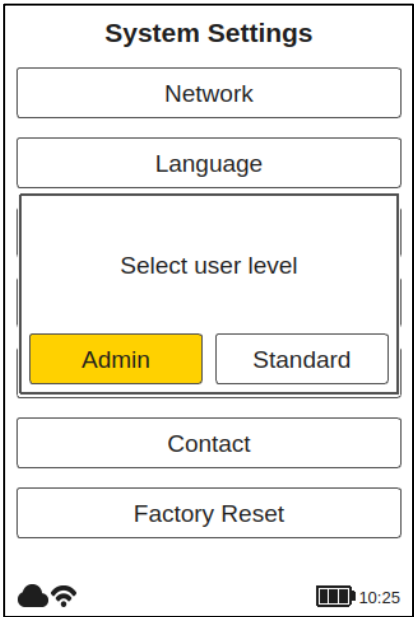 System Settings
Network
Language
Select user level
Admin Standard
Contact
Factory Reset
10:25